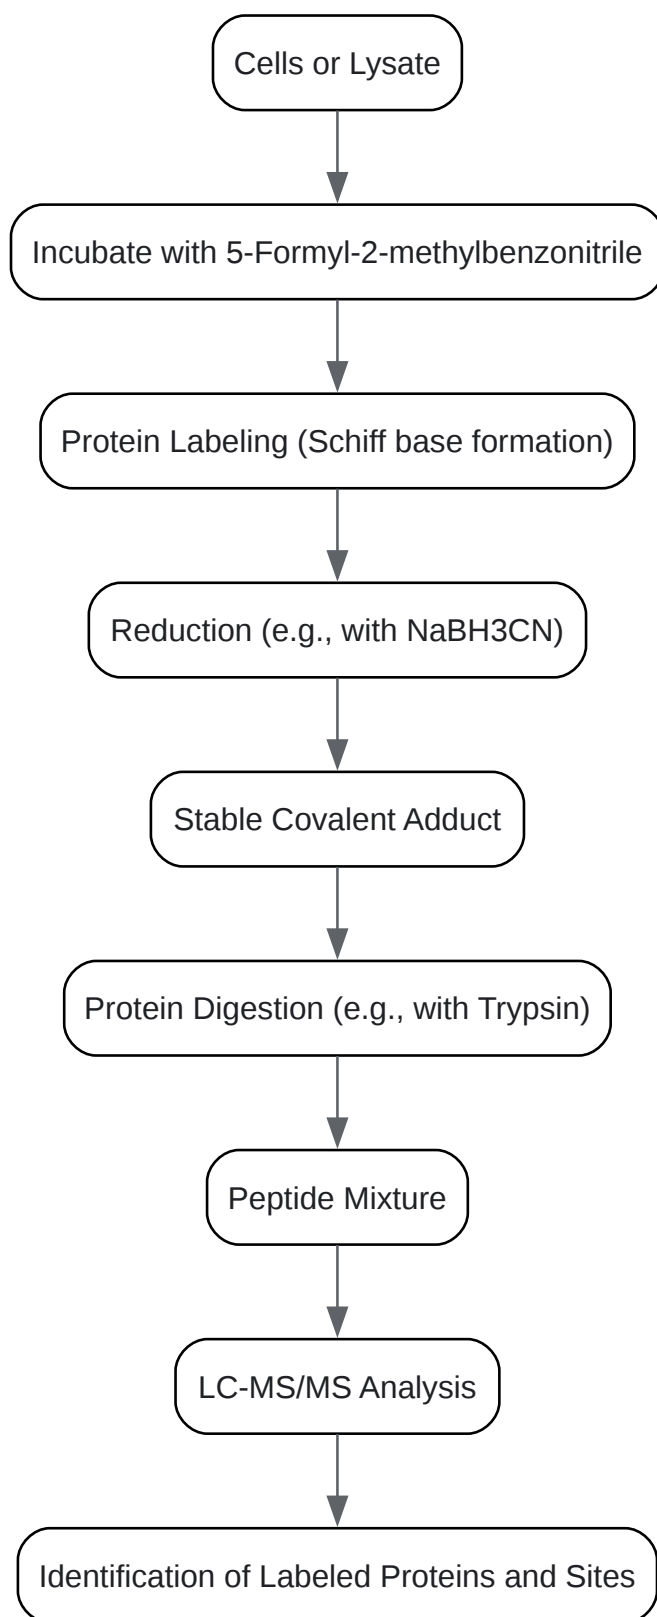 Cells or Lysate
Incubate with 5-Formyl-2-methylbenzonitrile
Protein Labeling (Schiff base formation)
Reduction (e.g., with NaBH3CN)
Stable Covalent Adduct
Protein Digestion (e.g., with Trypsin)
Peptide Mixture
LC-MS/MS Analysis
Identification of Labeled Proteins and Sites